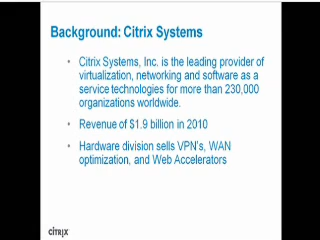 Background: Citrix Systems
• Citrix Systems, Inc. is the leading provider of
virtualization, networking and software as a
service technologies for more than 230,000
organizations worldwide.
• Revenue of $1.9 billion in 2010
• Hardware division sells VPN's, WAN
optimization, and Web Accelerators
CITRIX